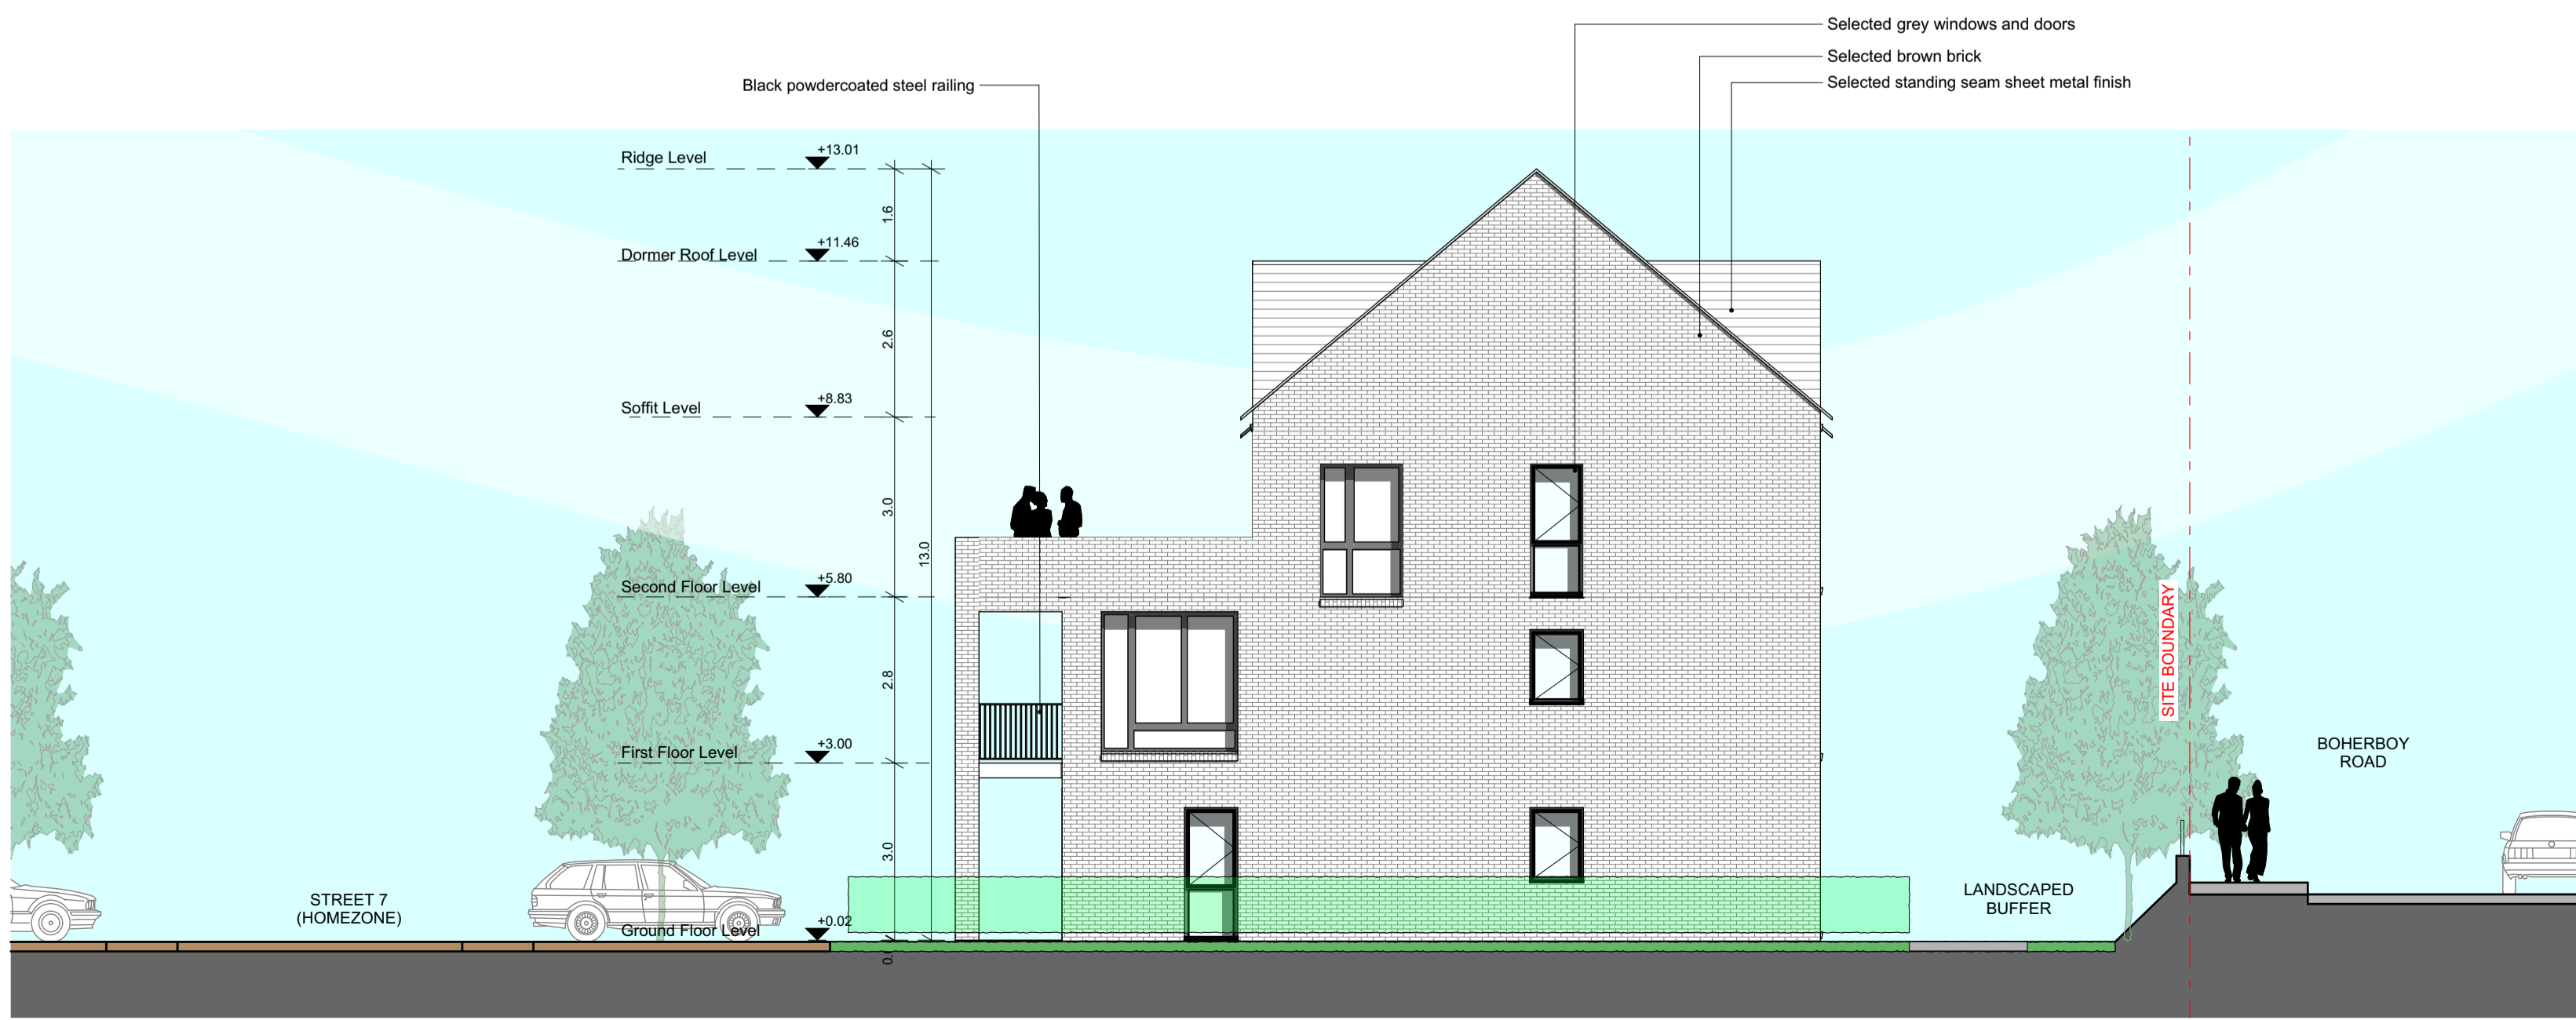 Selected grey windows and doors
Selected brown brick
Selected standing seam sheet metal finish
Black powdercoated steel railing
Ridge Level
+13.01
1.6
Dormer Roof Level
+11.46
2.6
Soffit Level
+8.83
3.0
13.0
Second Floor Level
+5.80
2.8
First Floor Level
+3.00
3.0
Ground Floor Level
+0.02
0.
STREET 7
(HOMEZONE)
SITE BOUNDARY
BOHERBOY
ROAD
LANDSCAPED
BUFFER